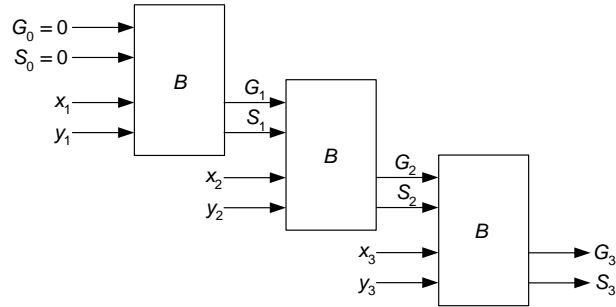 G₀ = 0
S₀ = 0
x₁
y₁
B
G₁
S₁
x₂
y₂
B
G₂
S₂
x₃
y₃
B
G₃
S₃